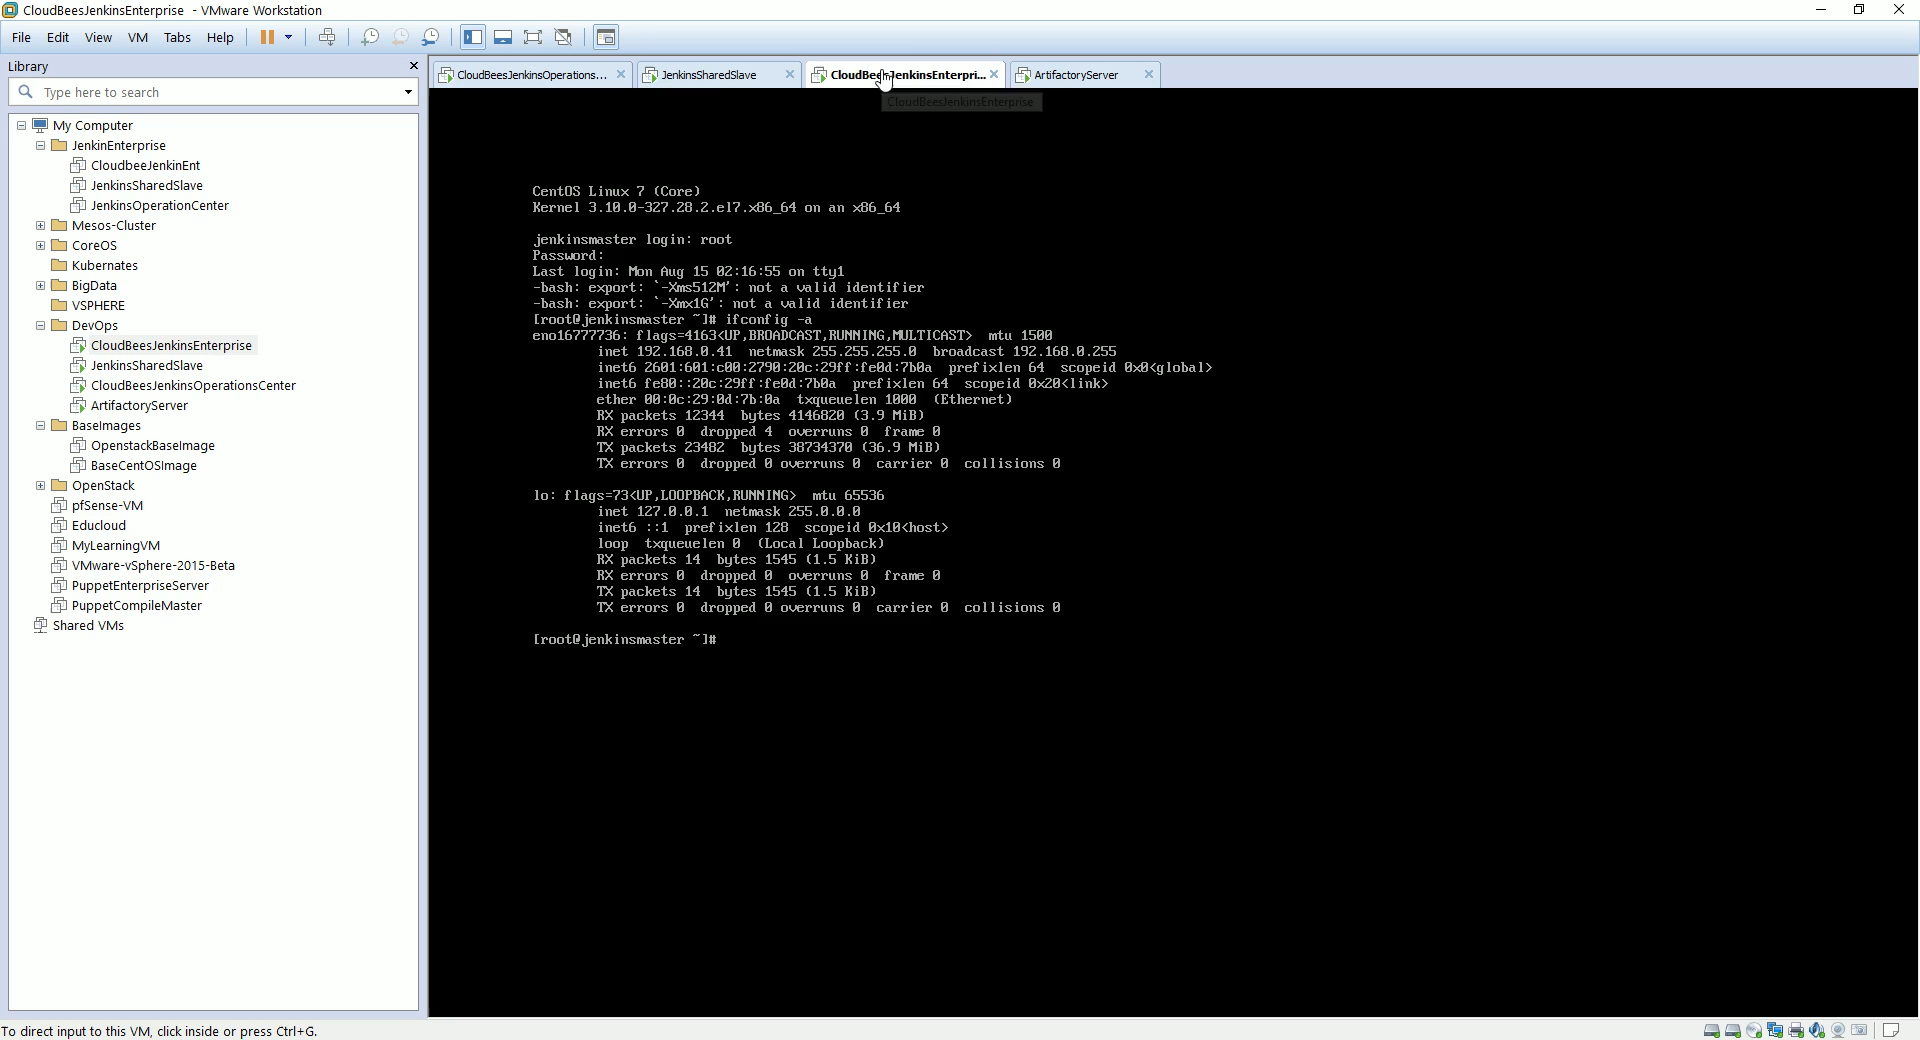 CloudBeesJenkinsEnterprise - VMware Workstation
File Edit View VM Tabs Help
Library
Type here to search
My Computer
JenkinEnterprise
CloudbeeJenkinEnt
JenkinsSharedSlave
JenkinsOperationCenter
Mesos-Cluster
CoreOS
Kubernates
BigData
VSPHERE
DevOps
CloudBeesJenkinsEnterprise
JenkinsSharedSlave
CloudBeesJenkinsOperationsCenter
ArtifactoryServer
BaseImages
OpenstackBaseImage
BaseCentOSImage
OpenStack
pfSense-VM
Educloud
MyLearningVM
VMware-vSphere-2015-Beta
PuppetEnterpriseServer
PuppetCompileMaster
Shared VMs
CloudBeesJenkinsOperations... JenkinsSharedSlave CloudBeesJenkinsEnterpri... ArtifactoryServer
CloudBeesJenkinsEnterprise
CentOS Linux 7 (Core)
Kernel 3.10.0-327.28.2.el7.x86_64 on an x86_64
jenkinsmaster login: root
Password:
Last login: Mon Aug 15 02:16:55 on tty1
-bash: export: `-Xms512M': not a valid identifier
-bash: export: `-Xmx1G': not a valid identifier
[root@jenkinsmaster ~]# ifconfig -a
eno16777736: flags=4163<UP,BROADCAST,RUNNING,MULTICAST> mtu 1500
inet 192.168.0.41 netmask 255.255.255.0 broadcast 192.168.0.255
inet6 2601:601:c00:2790:20c:29ff:fe0d:7b0a prefixlen 64 scopeid 0x0<global>
inet6 fe80::20c:29ff:fe0d:7b0a prefixlen 64 scopeid 0x20<link>
ether 00:0c:29:0d:7b:0a txqueuelen 1000 (Ethernet)
RX packets 12344 bytes 4146820 (3.9 MiB)
RX errors 0 dropped 4 overruns 0 frame 0
TX packets 23482 bytes 38734370 (36.9 MiB)
TX errors 0 dropped 0 overruns 0 carrier 0 collisions 0
lo: flags=73<UP,LOOPBACK,RUNNING> mtu 65536
inet 127.0.0.1 netmask 255.0.0.0
inet6 ::1 prefixlen 128 scopeid 0x10<host>
loop txqueuelen 0 (Local Loopback)
RX packets 14 bytes 1545 (1.5 KiB)
RX errors 0 dropped 0 overruns 0 frame 0
TX packets 14 bytes 1545 (1.5 KiB)
TX errors 0 dropped 0 overruns 0 carrier 0 collisions 0
[root@jenkinsmaster ~]#
To direct input to this VM, click inside or press Ctrl+G.